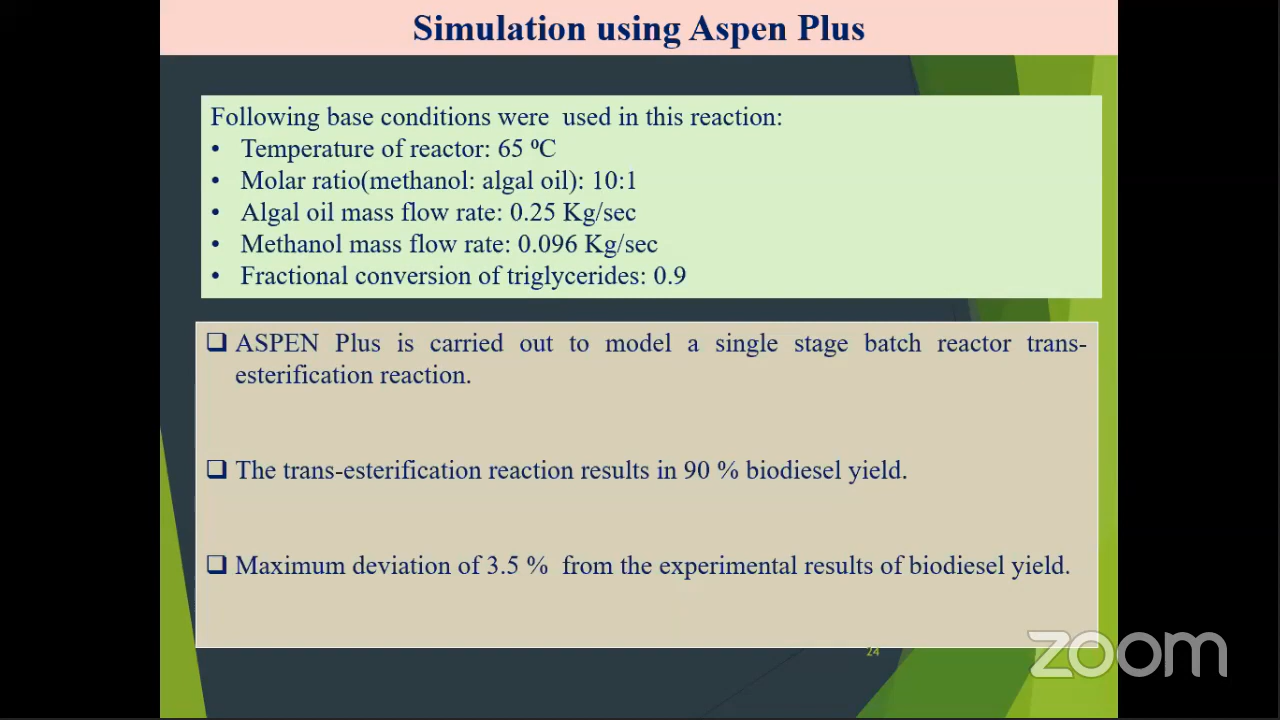 Simulation using Aspen Plus
Following base conditions were used in this reaction:
• Temperature of reactor: 65 ⁰C
• Molar ratio(methanol: algal oil): 10:1
• Algal oil mass flow rate: 0.25 Kg/sec
• Methanol mass flow rate: 0.096 Kg/sec
• Fractional conversion of triglycerides: 0.9
❑ ASPEN Plus is carried out to model a single stage batch reactor trans-
esterification reaction.
❑ The trans-esterification reaction results in 90 % biodiesel yield.
❑ Maximum deviation of 3.5 % from the experimental results of biodiesel yield.
24
zoom